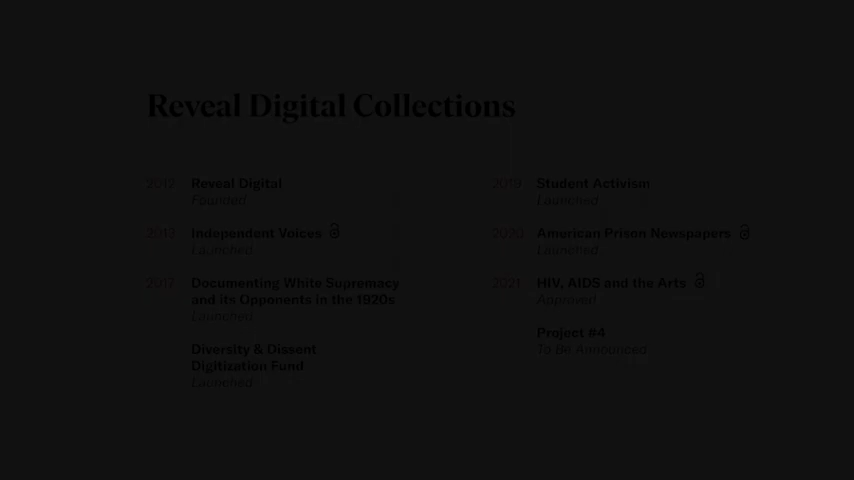 Reveal Digital Collections
2012 Reveal Digital
Founded
2013 Independent Voices
Launched
2017 Documenting White Supremacy
and its Opponents in the 1920s
Launched
Diversity & Dissent
Digitization Fund
Launched
2019 Student Activism
Launched
2020 American Prison Newspapers
Launched
2021 HIV, AIDS and the Arts
Approved
Project #4
To Be Announced